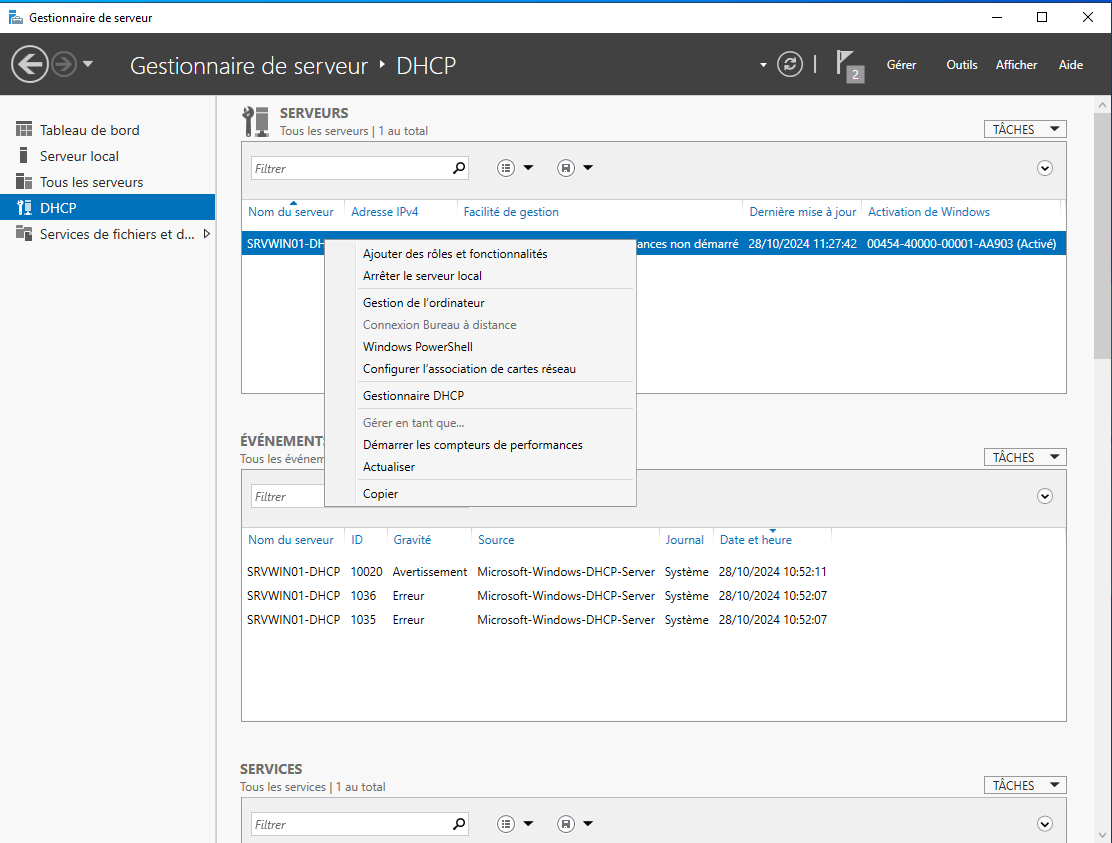 Gestionnaire de serveur
Gestionnaire de serveur ‣ DHCP
2
Gérer
Outils
Afficher
Aide
Tableau de bord
Serveur local
Tous les serveurs
DHCP
Services de fichiers et d...
SERVEURS
Tous les serveurs | 1 au total
TÂCHES
Filtrer
Nom du serveur Adresse IPv4 Facilité de gestion Dernière mise à jour Activation de Windows
SRVWIN01-DH ances non démarré 28/10/2024 11:27:42 00454-40000-00001-AA903 (Activé)
Ajouter des rôles et fonctionnalités
Arrêter le serveur local
Gestion de l'ordinateur
Connexion Bureau à distance
Windows PowerShell
Configurer l'association de cartes réseau
Gestionnaire DHCP
Gérer en tant que...
Démarrer les compteurs de performances
Actualiser
Copier
ÉVÉNEMENT
Tous les événem
TÂCHES
Filtrer
Nom du serveur ID Gravité Source Journal Date et heure
SRVWIN01-DHCP 10020 Avertissement Microsoft-Windows-DHCP-Server Système 28/10/2024 10:52:11
SRVWIN01-DHCP 1036 Erreur Microsoft-Windows-DHCP-Server Système 28/10/2024 10:52:07
SRVWIN01-DHCP 1035 Erreur Microsoft-Windows-DHCP-Server Système 28/10/2024 10:52:07
SERVICES
Tous les services | 1 au total
TÂCHES
Filtrer